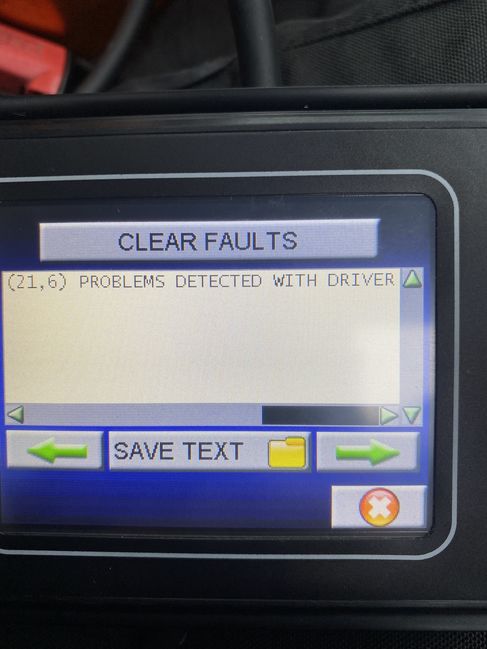 CLEAR FAULTS
(21,6) PROBLEMS DETECTED WITH DRIVER
SAVE TEXT